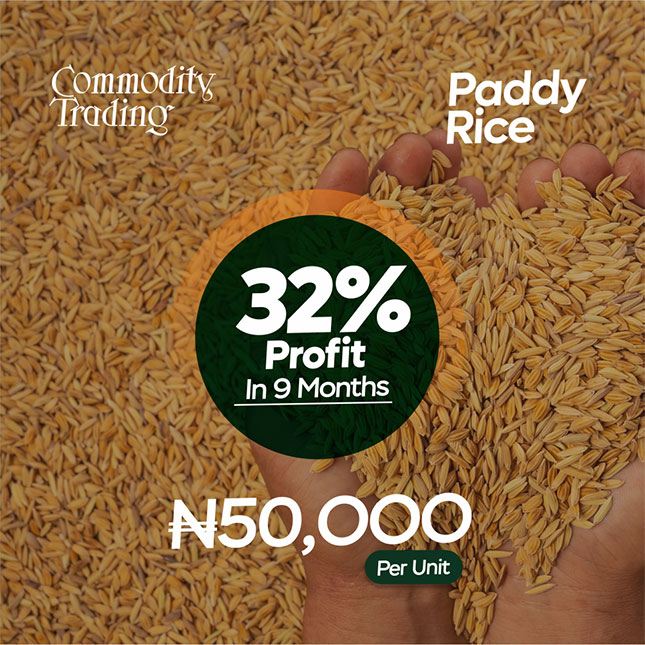 Commodity
Trading
Paddy
Rice
32%
Profit
In 9 Months
₦50,000
Per Unit